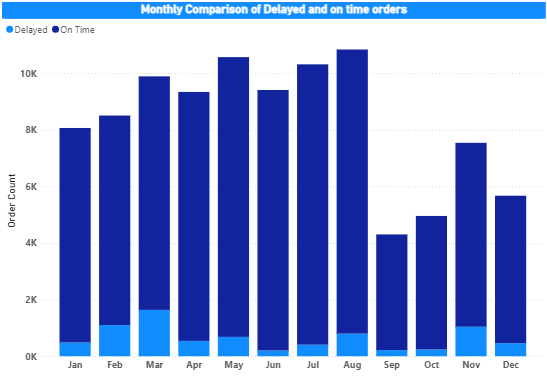 Monthly Comparison of Delayed and on time orders
Delayed On Time
10K
8K
6K
4K
2K
0K
Order Count
Jan Feb Mar Apr May Jun Jul Aug Sep Oct Nov Dec